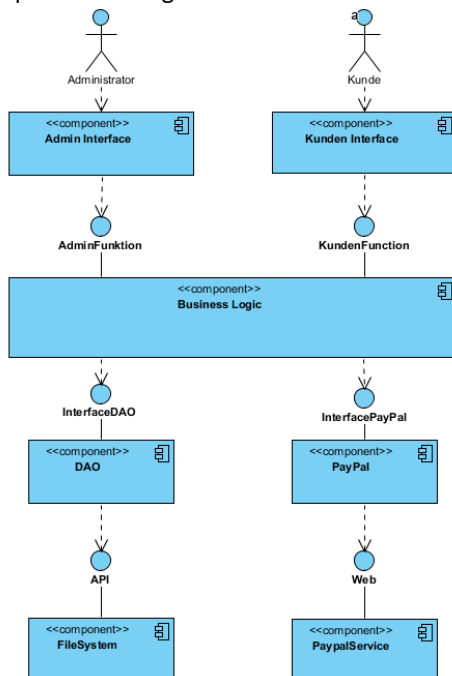 a
Administrator
Kunde
<<component>>
Admin Interface
<<component>>
Kunden Interface
AdminFunktion
KundenFunction
<<component>>
Business Logic
InterfaceDAO
InterfacePayPal
<<component>>
DAO
<<component>>
PayPal
API
Web
<<component>>
FileSystem
<<component>>
PaypalService